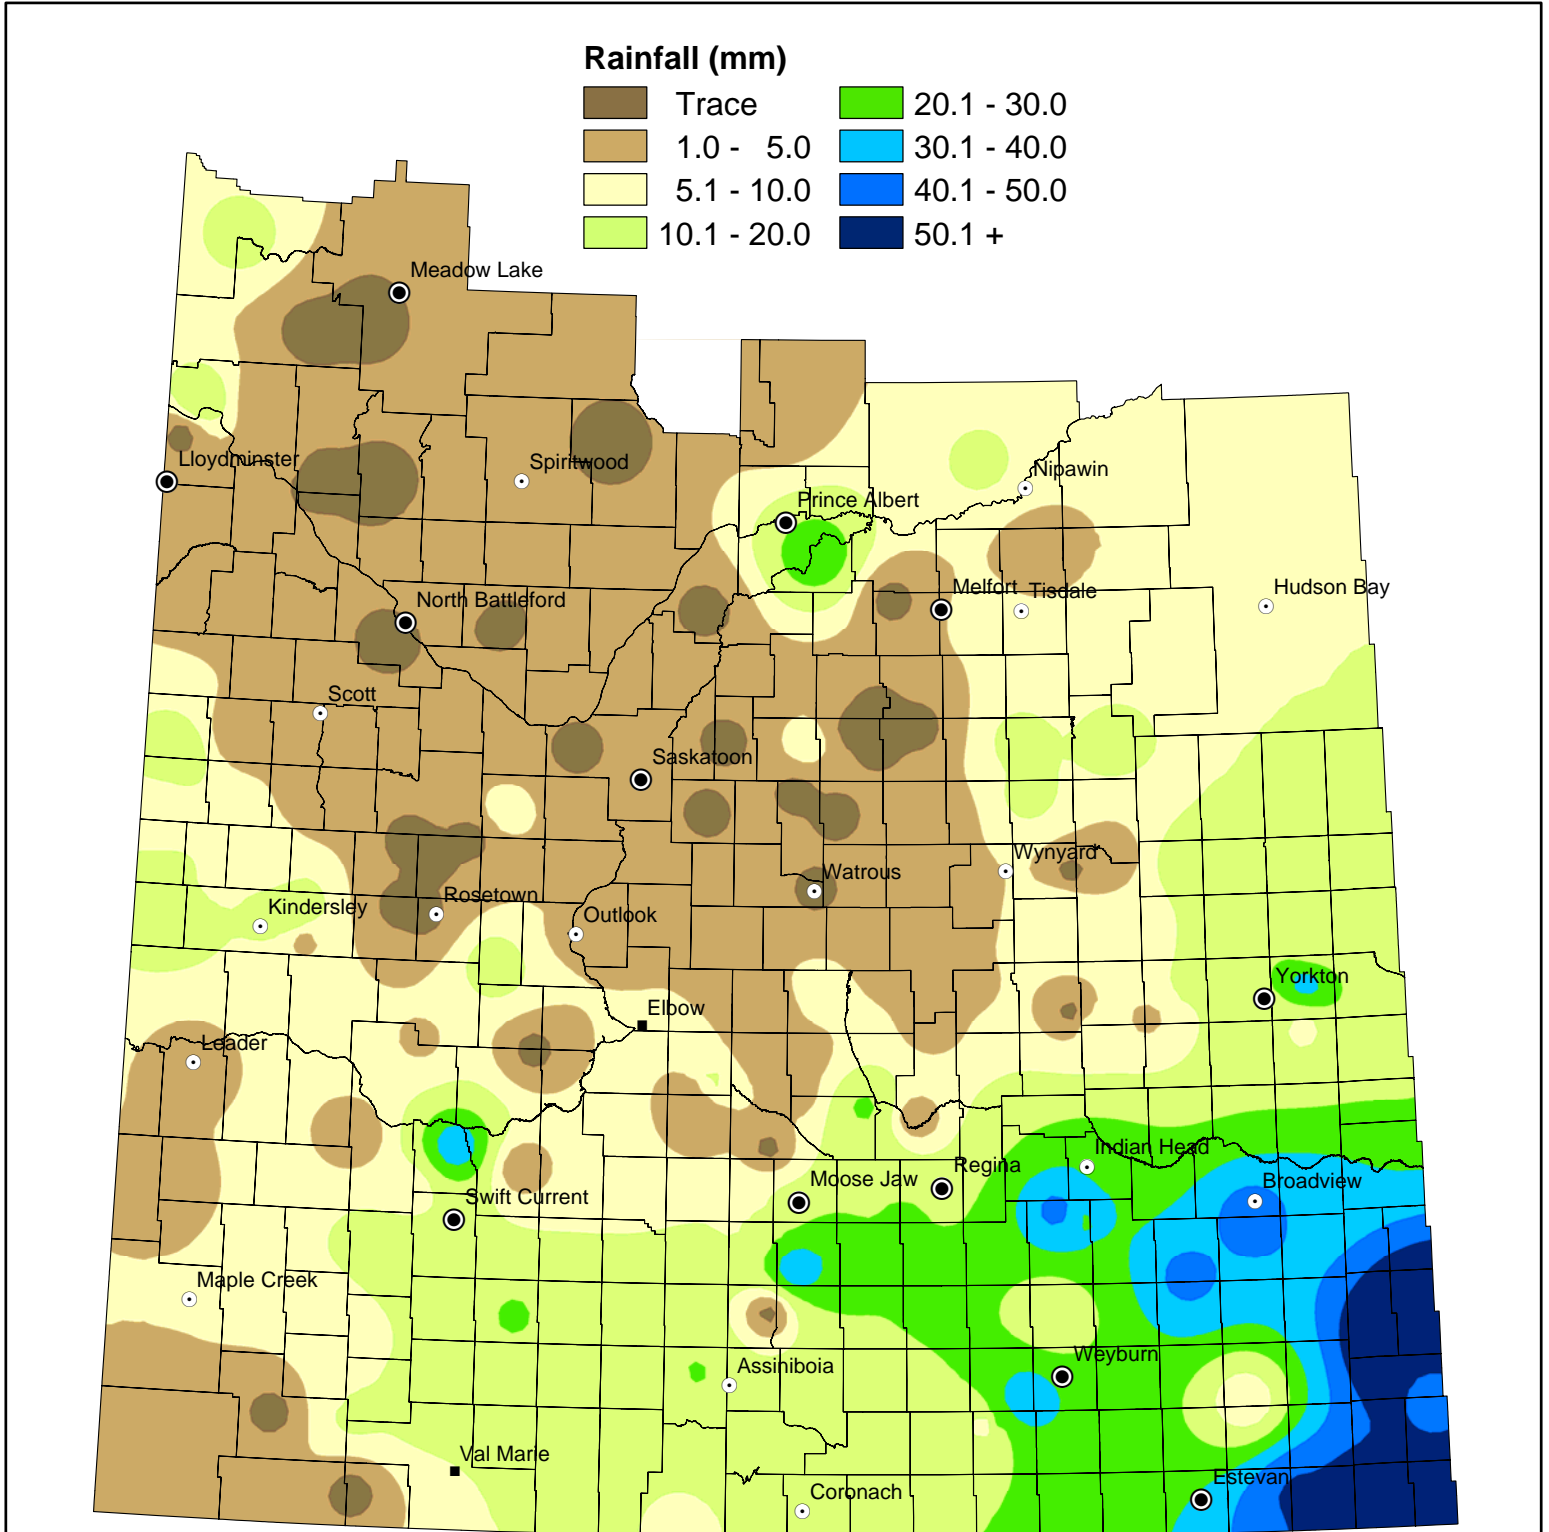 Rainfall (mm)
Trace
20.1 - 30.0
1.0 - 5.0
30.1 - 40.0
5.1 - 10.0
40.1 - 50.0
10.1 - 20.0
50.1 +
Meadow Lake
Lloydminster
Spiritwood
Nipawin
Prince Albert
North Battleford
Melfort
Tisdale
Hudson Bay
Scott
Saskatoon
Wynyard
Watrous
Rosetown
Kindersley
Outlook
Yorkton
Elbow
Leader
Indian Head
Regina
Moose Jaw
Broadview
Swift Current
Maple Creek
Weyburn
Assiniboia
Val Marie
Estevan
Coronach